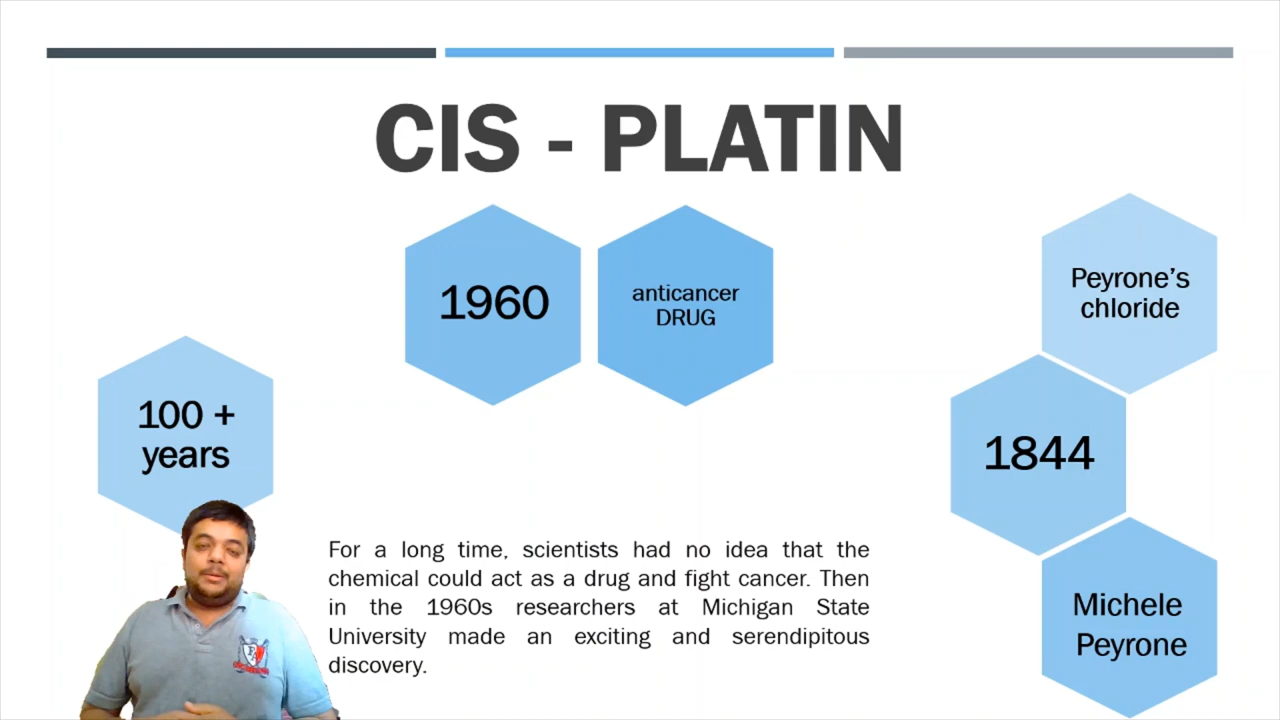 CIS - PLATIN
1960
anticancer
DRUG
Peyrone's
chloride
100 +
years
1844
Michele
Peyrone
For a long time, scientists had no idea that the
chemical could act as a drug and fight cancer. Then
in the 1960s researchers at Michigan State
University made an exciting and serendipitous
discovery.